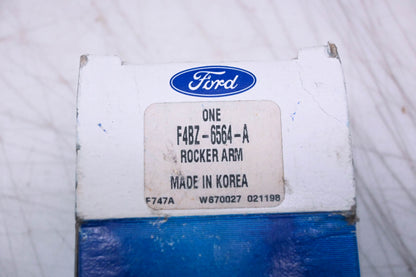 Ford
ONE
F4BZ-6564-A
ROCKER ARM
MADE IN KOREA
F747A W870027 021198